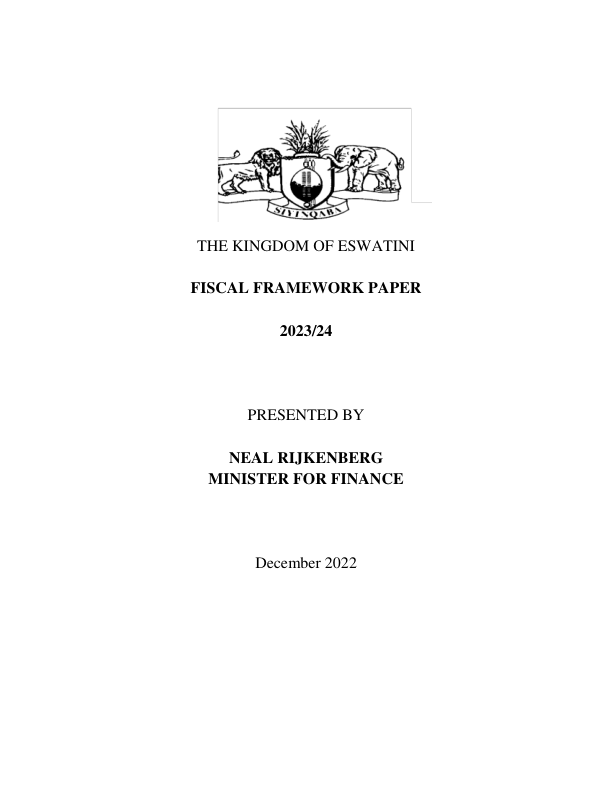 SIYINQABA
THE KINGDOM OF ESWATINI
FISCAL FRAMEWORK PAPER
2023/24
PRESENTED BY
NEAL RIJKENBERG
MINISTER FOR FINANCE
December 2022